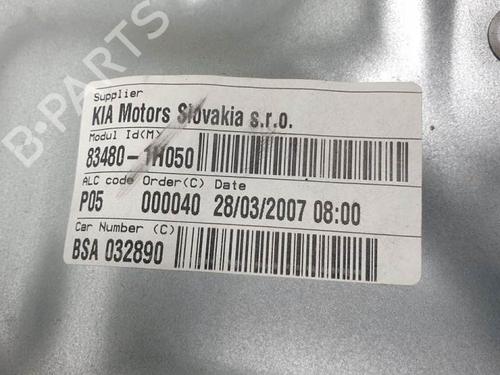 B-PARTS
Supplier
KIA Motors Slovakia s.r.o.
Modul Id(M)
83480-1H050
ALC code Order(C) Date
P05 000040 28/03/2007 08:00
Car Number (C)
BSA 032890